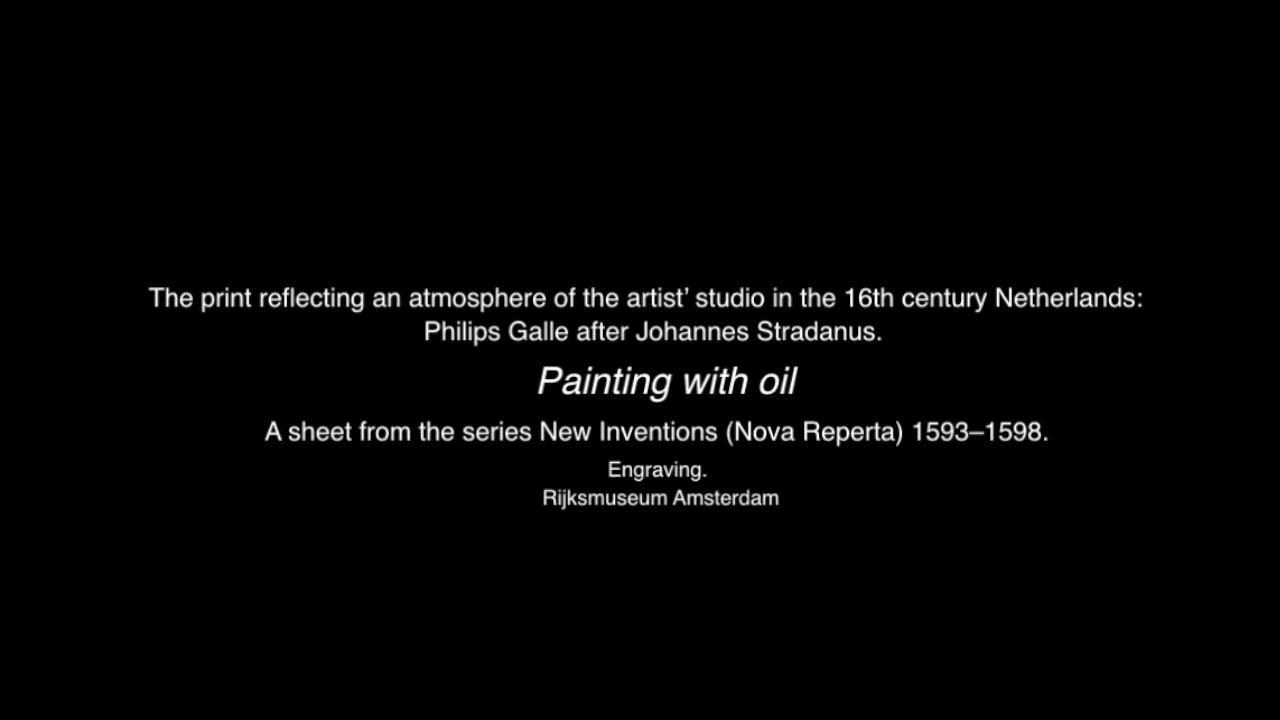 The print reflecting an atmosphere of the artist’ studio in the 16th century Netherlands:
Philips Galle after Johannes Stradanus.
Painting with oil
A sheet from the series New Inventions (Nova Reperta) 1593–1598.
Engraving.
Rijksmuseum Amsterdam